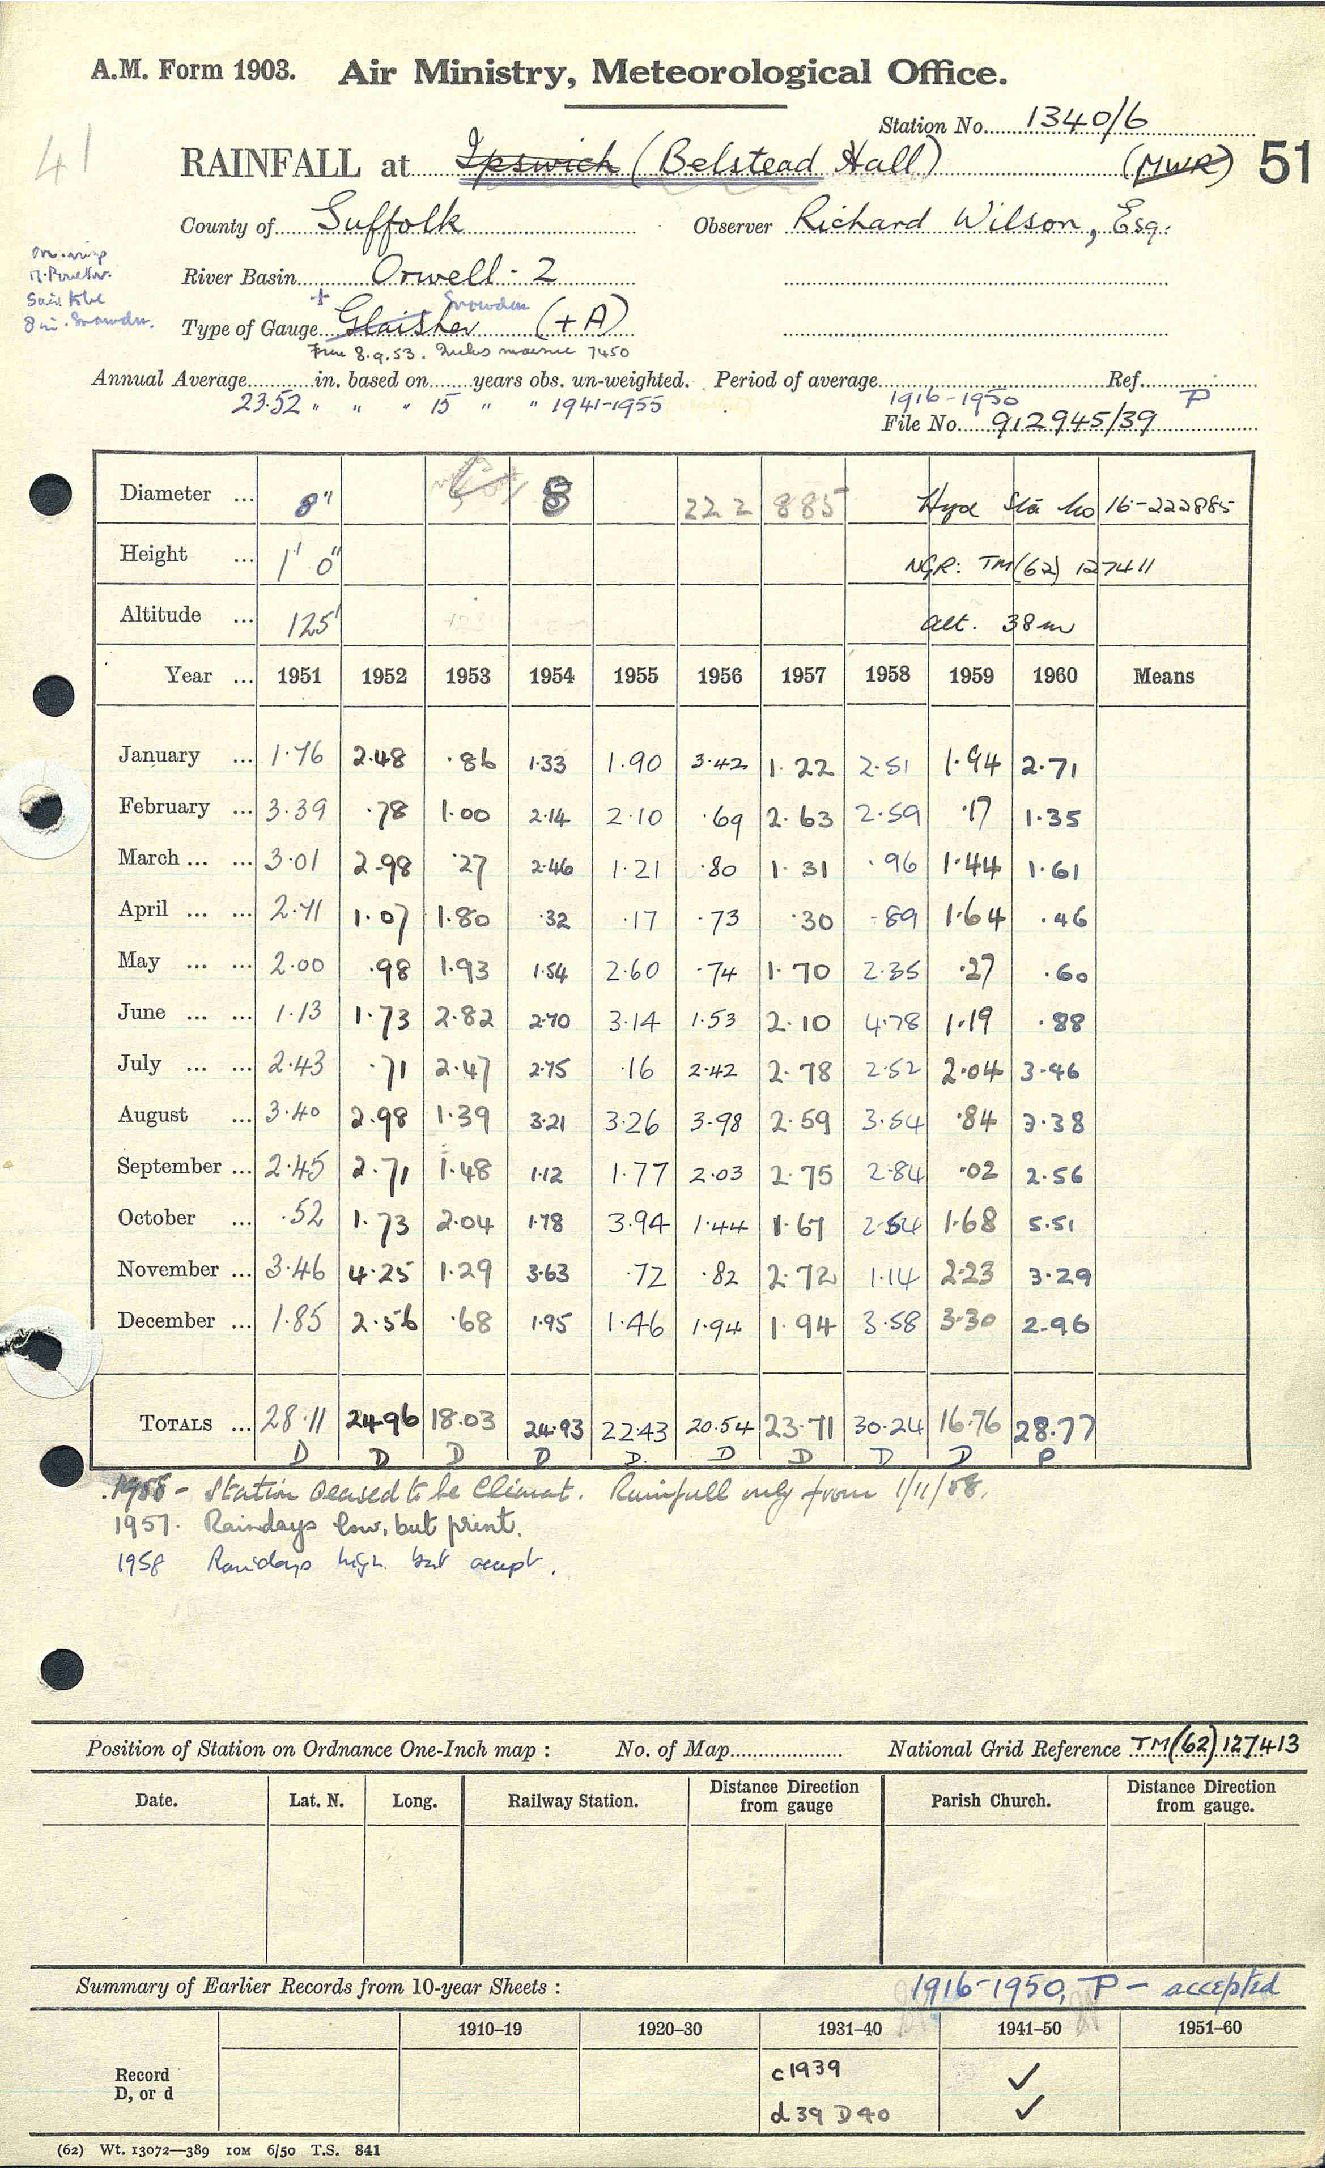 A.M. Form 1903. Air Ministry, Meteorological Office.
Station No. 1340/6
41
RAINFALL at Ipswich (Belstead Hall) (MWR) 51
County of Suffolk Observer Richard Wilson, Esq.
River Basin Orwell - 2
8 in. Snowdon.
Type of Gauge + Glaisher Snowdon (+A)
From 8.9.53. 7450
Annual Average in. based on years obs. un-weighted. Period of average 1916-1950 Ref. P
23.52 " " " 15 " " 1941-1955
File No. 912945/39
Diameter ... 8" 8 222 885 Hyd Sta No 16-222885
Height ... 1' 0" NGR: TM(62) 127411
Altitude ... 125' Alt. 38m
Year ... 1951 1952 1953 1954 1955 1956 1957 1958 1959 1960 Means
January ... 1.76 2.48 .86 1.33 1.90 3.42 1.22 2.51 1.94 2.71
February ... 3.39 .78 1.00 2.14 2.10 .69 2.63 2.59 .17 1.35
March ... ... 3.01 2.98 .27 2.46 1.21 .80 1.31 .96 1.44 1.61
April ... ... 2.71 1.07 1.80 .32 .17 .73 .30 .89 1.64 .46
May ... ... 2.00 .98 1.93 1.54 2.60 .74 1.70 2.35 .27 .60
June ... ... 1.13 1.73 2.82 2.70 3.14 1.53 2.10 4.78 1.19 .88
July ... ... 2.43 .71 2.47 2.75 .16 2.42 2.78 2.52 2.04 3.46
August ... 3.40 2.98 1.39 3.21 3.26 3.98 2.59 3.54 .84 3.38
September ... 2.45 2.71 1.48 1.12 1.77 2.03 2.75 2.84 .02 2.56
October ... .52 1.73 2.04 1.78 3.94 1.44 1.67 2.54 1.68 5.51
November ... 3.46 4.25 1.29 3.63 .72 .82 2.72 1.14 2.23 3.29
December ... 1.85 2.56 .68 1.95 1.46 1.94 1.94 3.58 3.30 2.96
TOTALS ... 28.11 24.96 18.03 24.93 22.43 20.54 23.71 30.24 16.76 28.77
D D D D D. D D D D P
1958 - Station ceased to be Climat. Rainfall only from 1/11/58.
1957. Raindays low, but print.
1958 Raindays high but accept.
Position of Station on Ordnance One-Inch map : No. of Map National Grid Reference TM(62)127413
Date. Lat. N. Long. Railway Station. Distance Direction from gauge Parish Church. Distance Direction from gauge.
Summary of Earlier Records from 10-year Sheets : 1916-1950, P - accepted
1910–19 1920–30 1931–40 1941–50 1951–60
Record c1939 ✓
D, or d d39 D40 ✓
(62) Wt. 13072—389 10M 6/50 T.S. 841